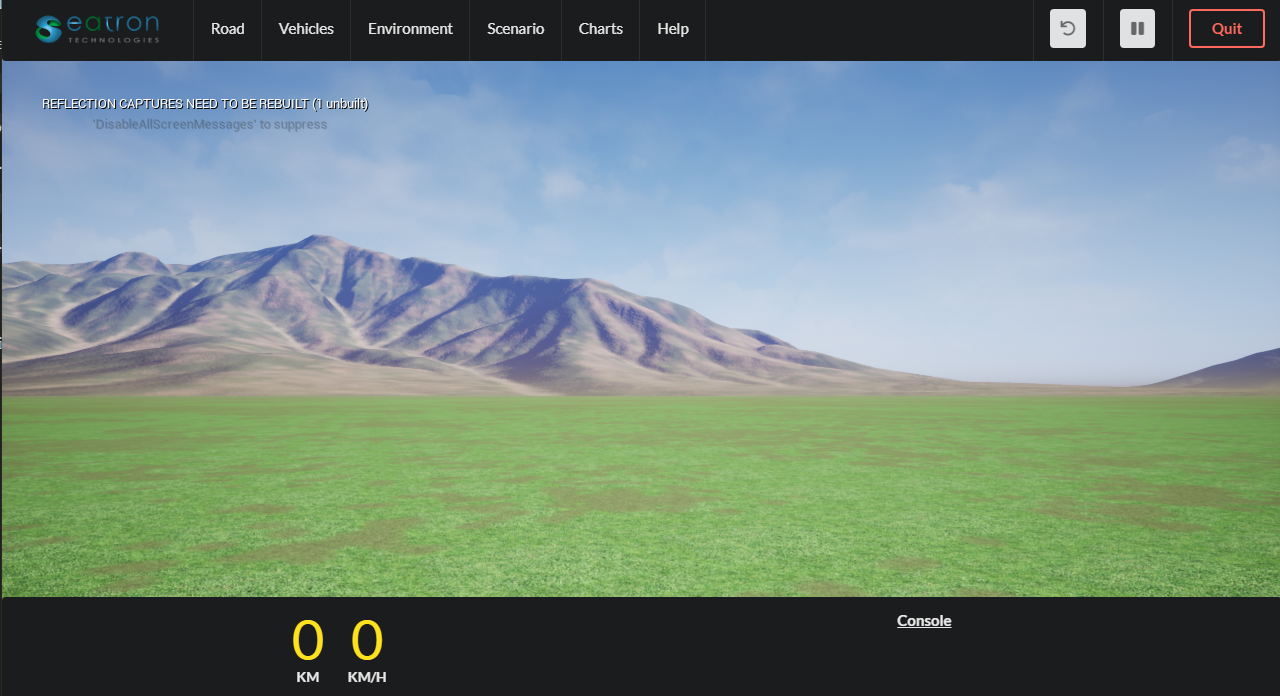 eatron
TECHNOLOGIES
Road
Vehicles
Environment
Scenario
Charts
Help
Quit
REFLECTION CAPTURES NEED TO BE REBUILT (1 unbuilt)
'DisableAllScreenMessages' to suppress
0 0
KM KM/H
Console